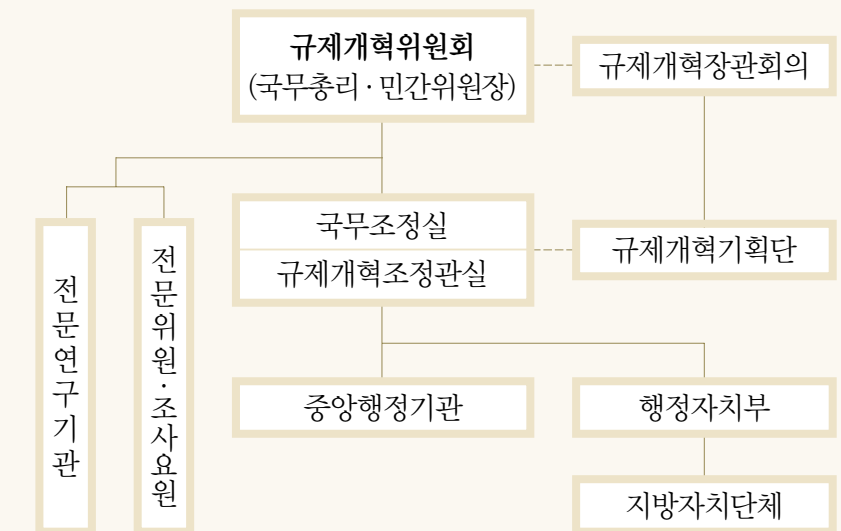 규제개혁위원회
(국무총리·민간위원장)
규제개혁장관회의
국무조정실
규제개혁조정관실
규제개혁기획단
전문연구기관
전문위원·조사요원
중앙행정기관
행정자치부
지방자치단체